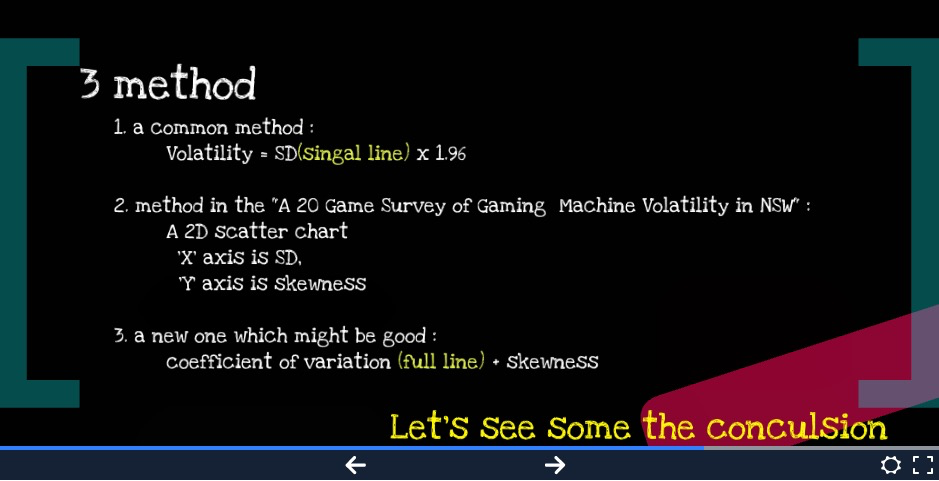 3 method
1. a common method :
Volatility = SD(singal line) x 1.96
2. method in the "A 20 Game Survey of Gaming Machine Volatility in NSW" :
A 2D scatter chart
'X' axis is SD,
'Y' axis is skewness
3. a new one which might be good :
coefficient of variation (full line) + skewness
Let's see some the conculsion